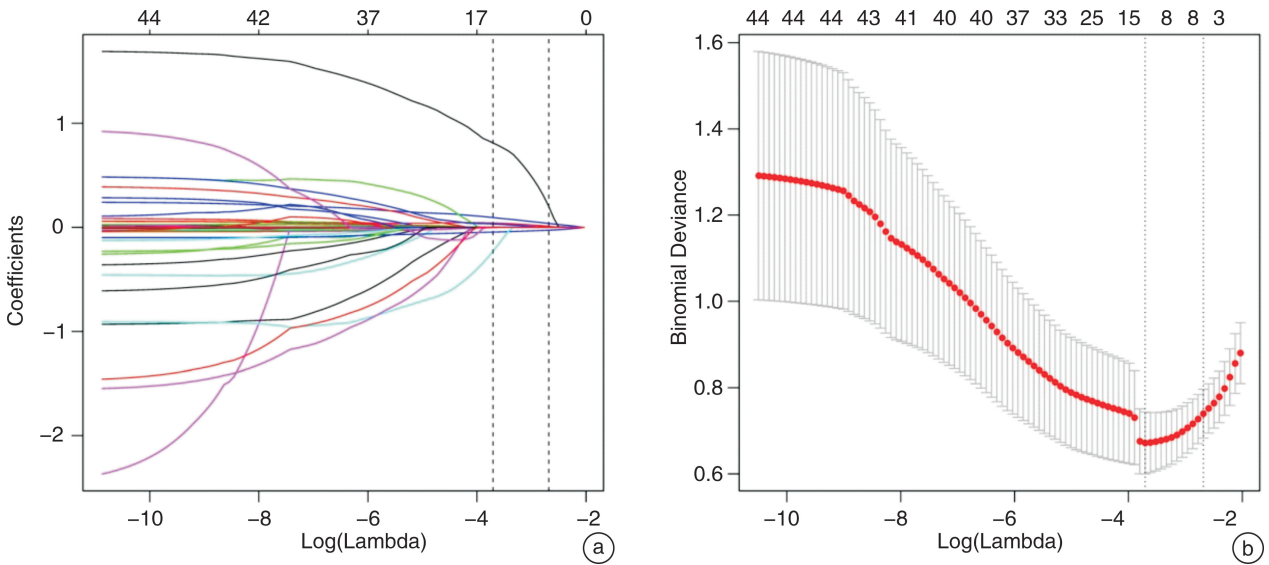 44 42 37 17 0
Coefficients
1
0
−1
−2
−10 −8 −6 −4 −2
Log(Lambda)
a
44 44 44 43 41 40 40 37 33 25 15 8 8 3
Binomial Deviance
1.6
1.4
1.2
1.0
0.8
0.6
−10 −8 −6 −4 −2
Log(Lambda)
b